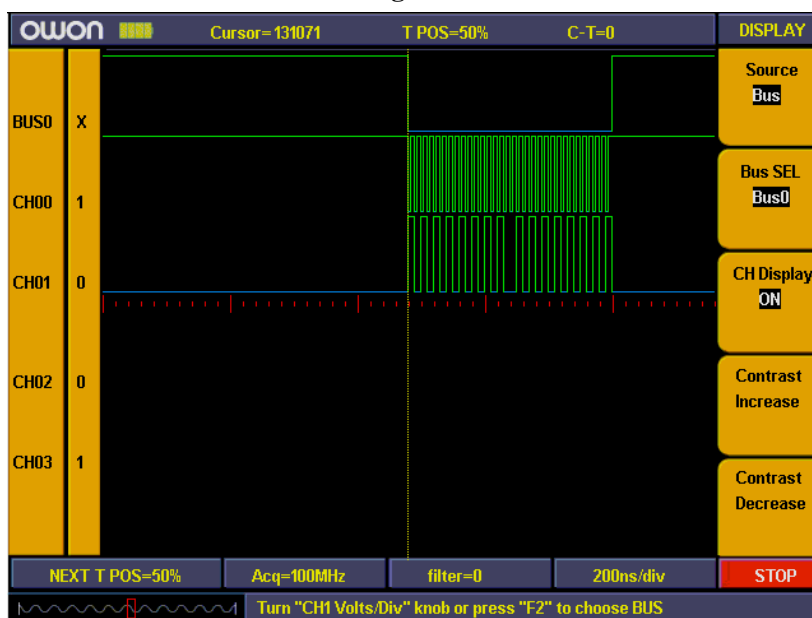 owon Cursor=131071 T POS=50% C-T=0 DISPLAY
Source
Bus
BUS0 X
Bus SEL
Bus0
CH00 1
CH Display
ON
CH01 0
CH02 0
Contrast
Increase
CH03 1
Contrast
Decrease
NEXT T POS=50% Acq=100MHz filter=0 200ns/div STOP
Turn "CH1 Volts/Div" knob or press "F2" to choose BUS